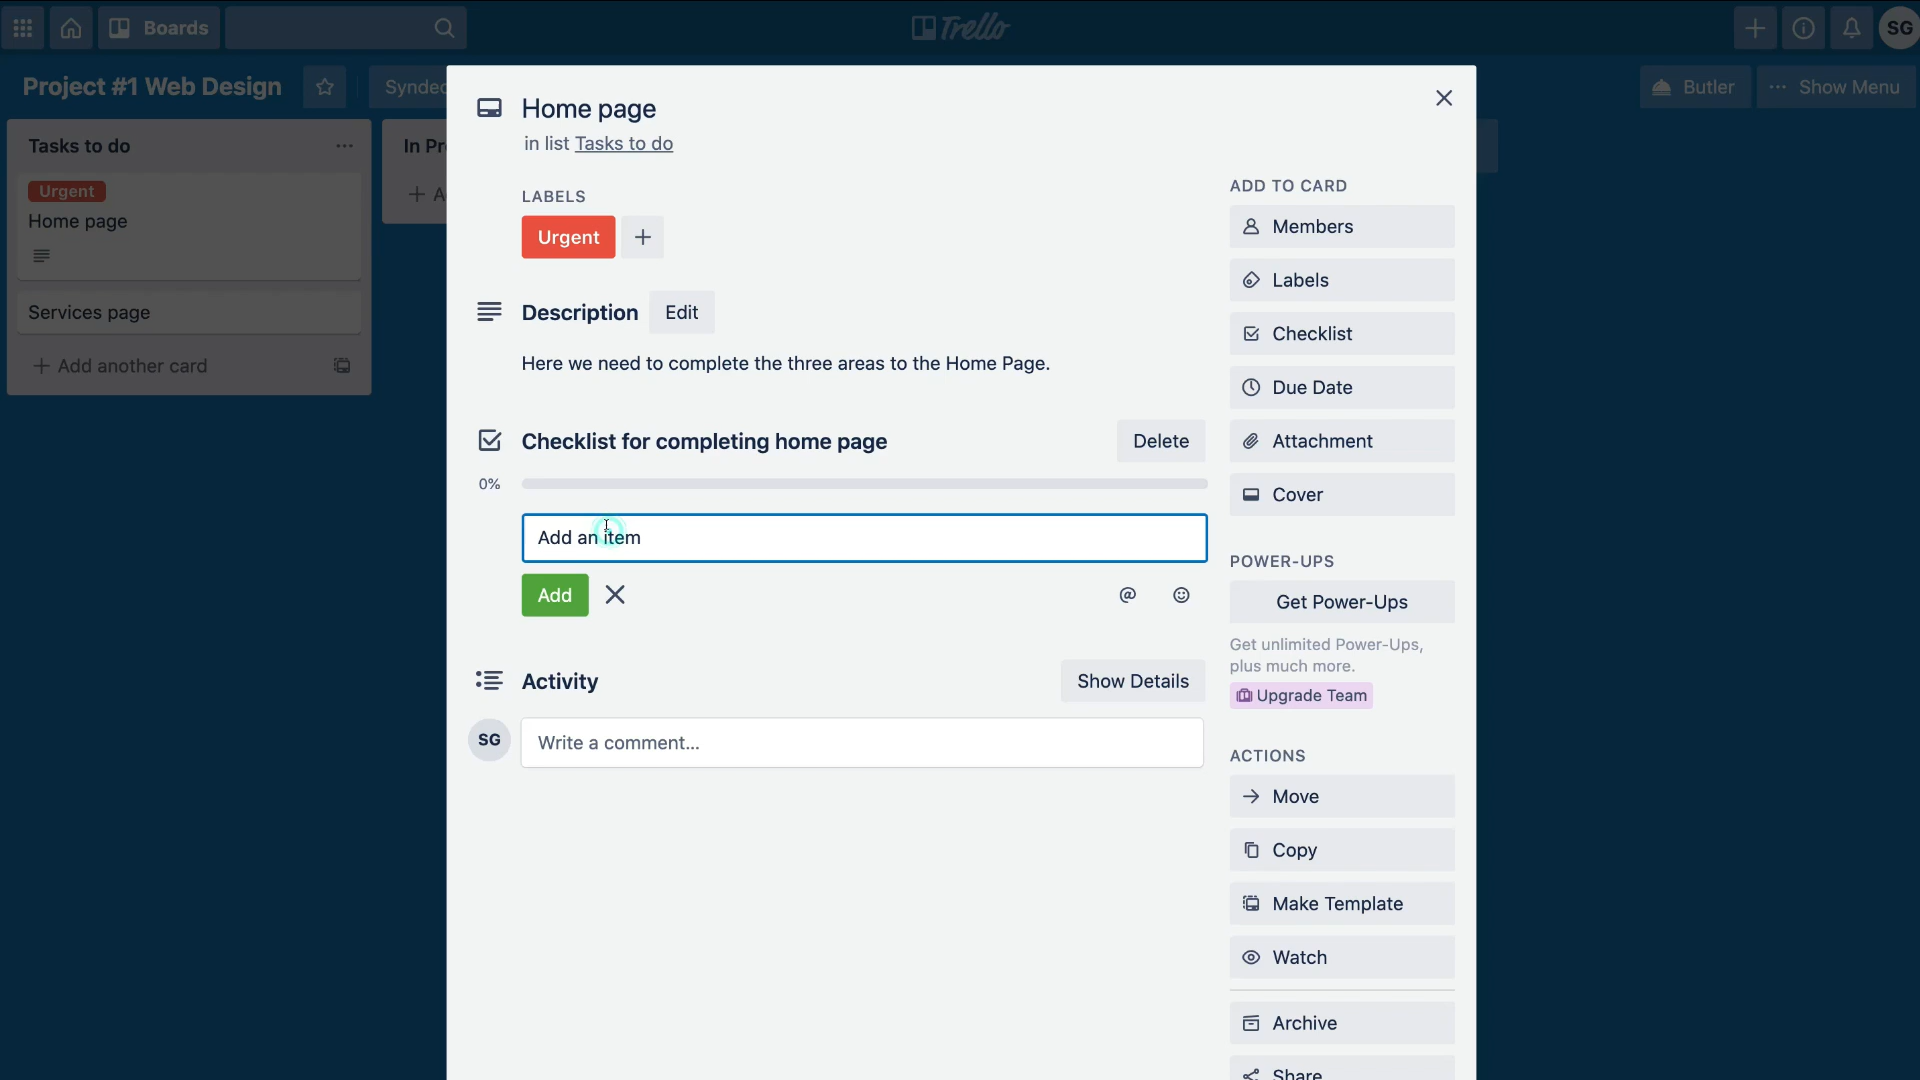 Boards
Trello
SG
Project #1 Web Design
Syndec
Butler
Show Menu
Tasks to do
Urgent
Home page
Services page
Add another card
In Pr
A
Home page
in list Tasks to do
LABELS
Urgent
Description
Edit
Here we need to complete the three areas to the Home Page.
Checklist for completing home page
Delete
0%
Add an item
Add
@
Activity
Show Details
SG
Write a comment...
ADD TO CARD
Members
Labels
Checklist
Due Date
Attachment
Cover
POWER-UPS
Get Power-Ups
Get unlimited Power-Ups,
plus much more.
Upgrade Team
ACTIONS
Move
Copy
Make Template
Watch
Archive
Share